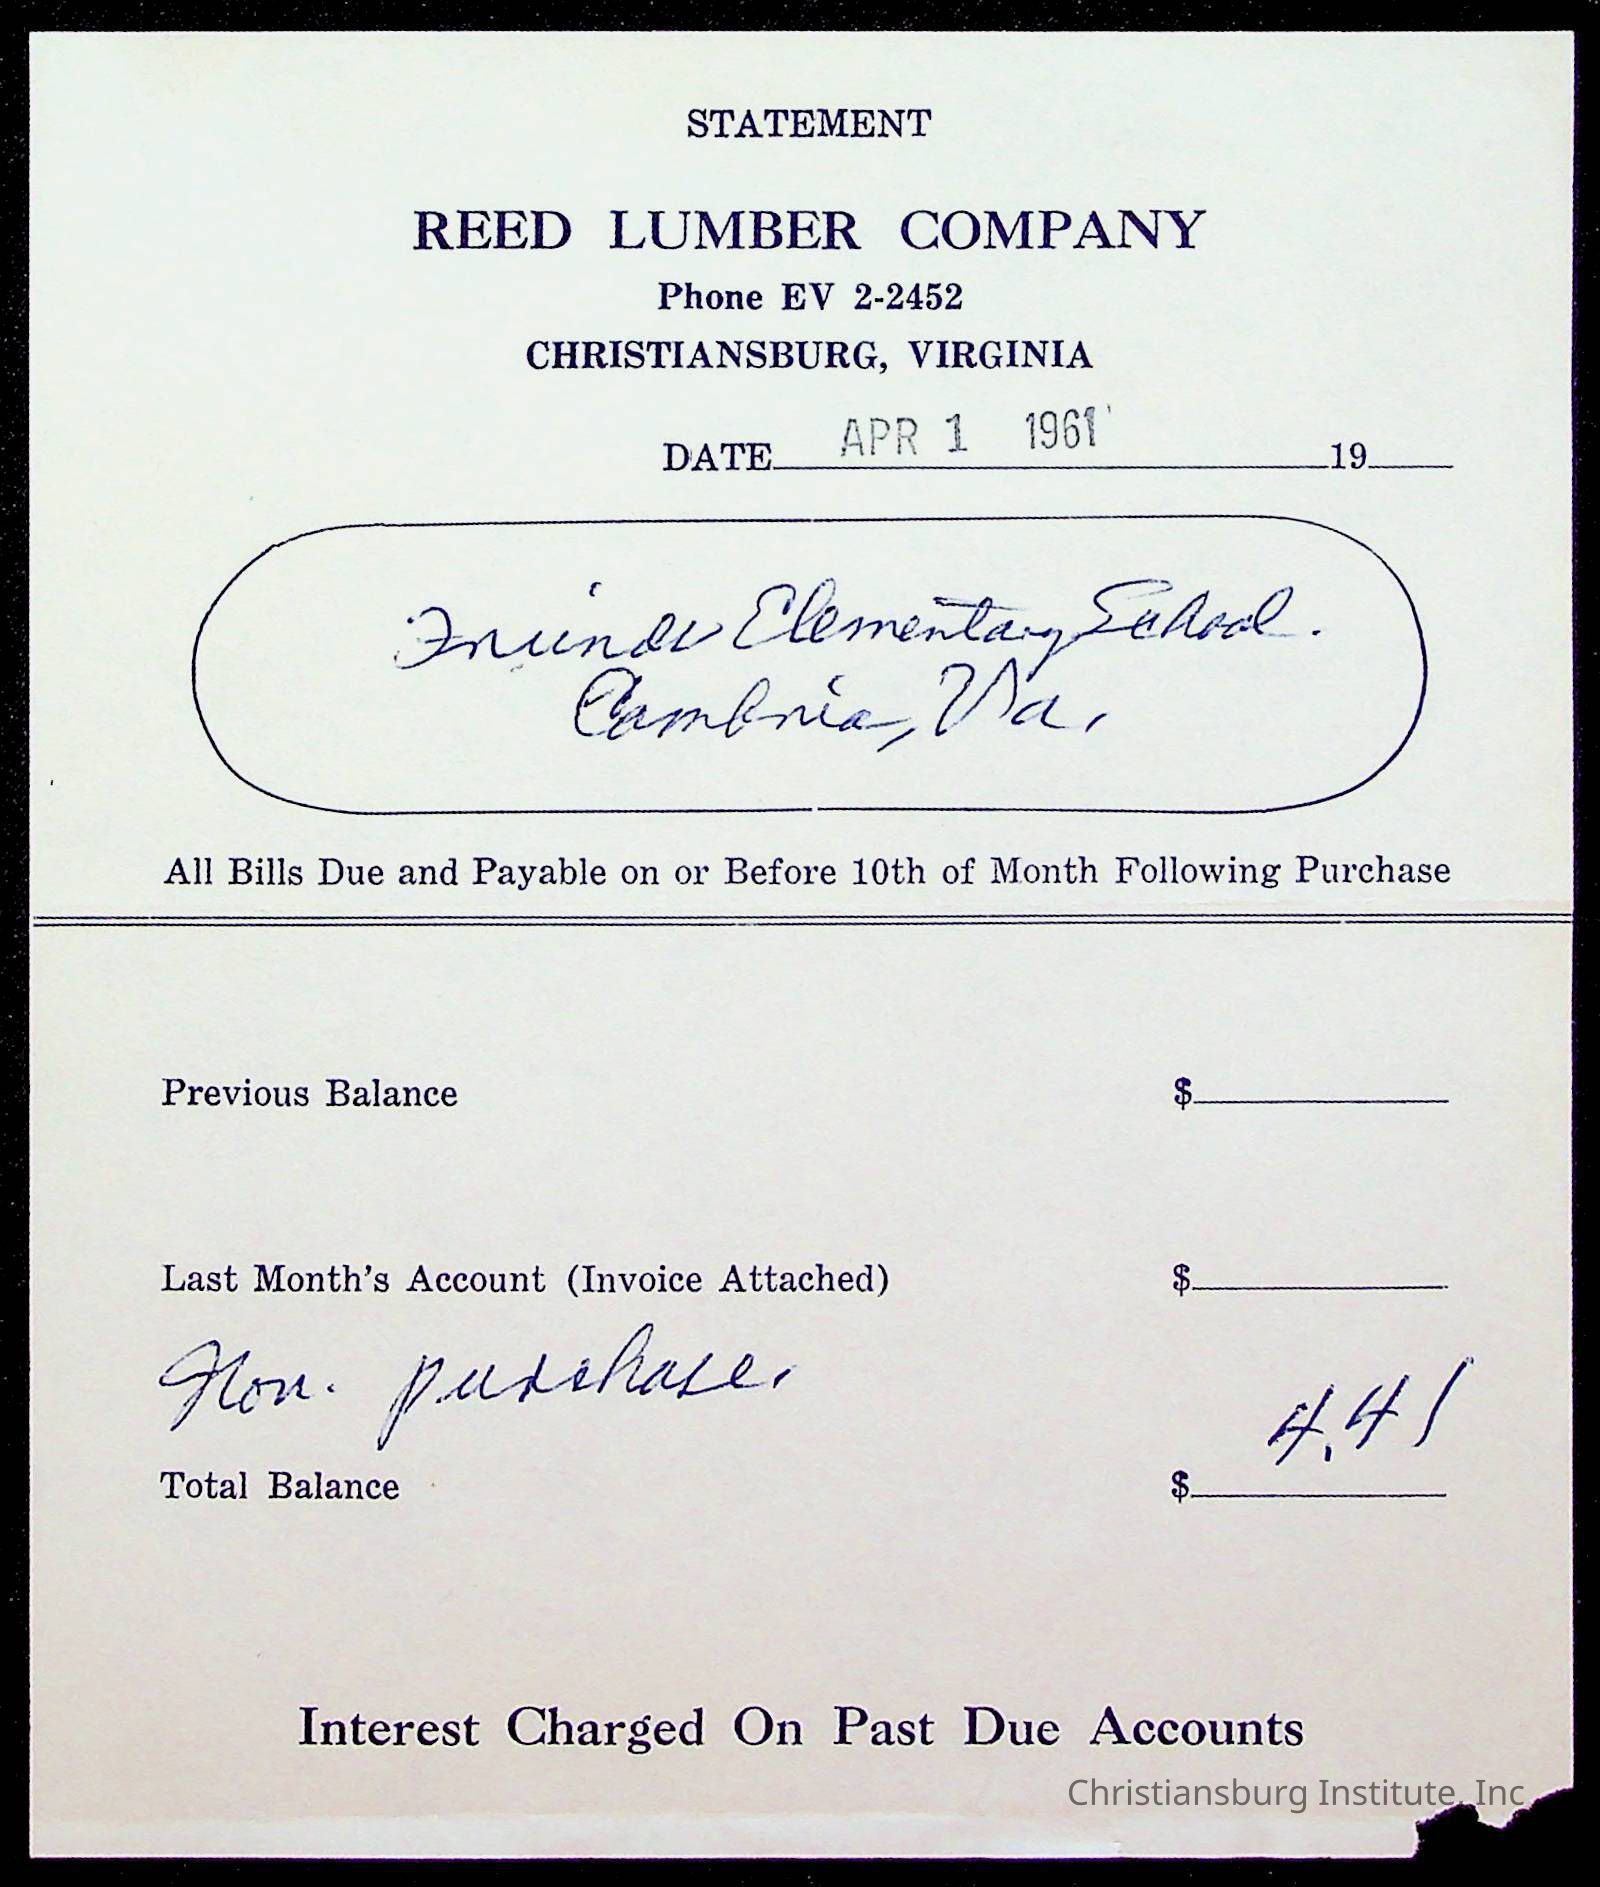 STATEMENT
REED LUMBER COMPANY
Phone EV 2-2452
CHRISTIANSBURG, VIRGINIA
DATE APR 1 1961 19
Elementary School.
Cambria, Va.
All Bills Due and Payable on or Before 10th of Month Following Purchase
Previous Balance $
Last Month's Account (Invoice Attached) $
purchase. 4.41
Total Balance $
Interest Charged On Past Due Accounts
Christiansburg Institute, Inc